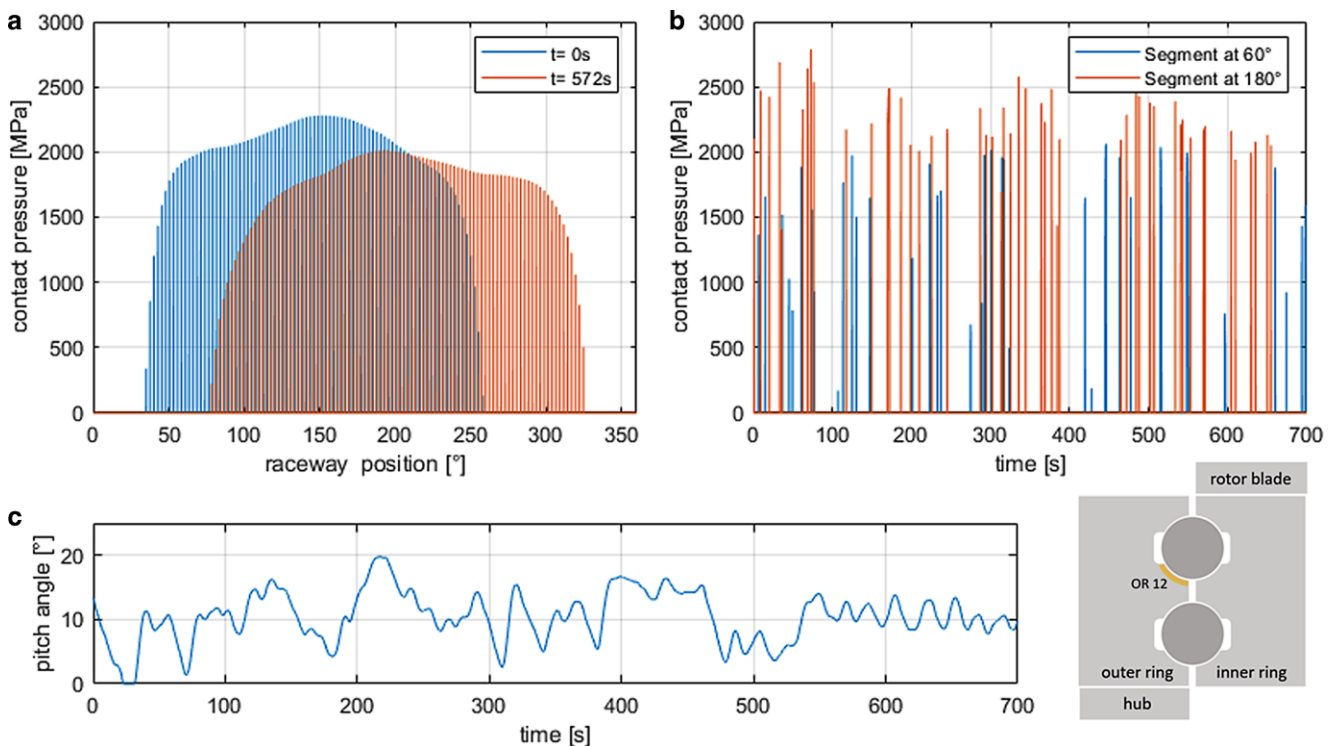 a
contact pressure [MPa]
3000
2500
2000
1500
1000
500
0
t= 0s
t= 572s
0 50 100 150 200 250 300 350
raceway position [°]
b
contact pressure [MPa]
3000
2500
2000
1500
1000
500
0
Segment at 60°
Segment at 180°
0 100 200 300 400 500 600 700
time [s]
c
pitch angle [°]
20
10
0
0 100 200 300 400 500 600 700
time [s]
rotor blade
OR 12
outer ring inner ring
hub